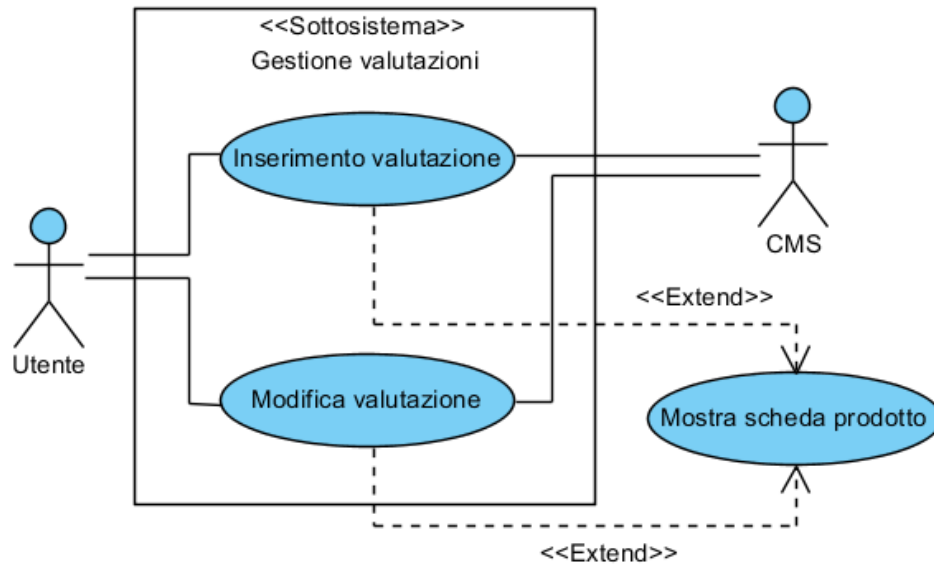 <<Sottosistema>>
Gestione valutazioni
Inserimento valutazione
CMS
<<Extend>>
Utente
Modifica valutazione
Mostra scheda prodotto
<<Extend>>